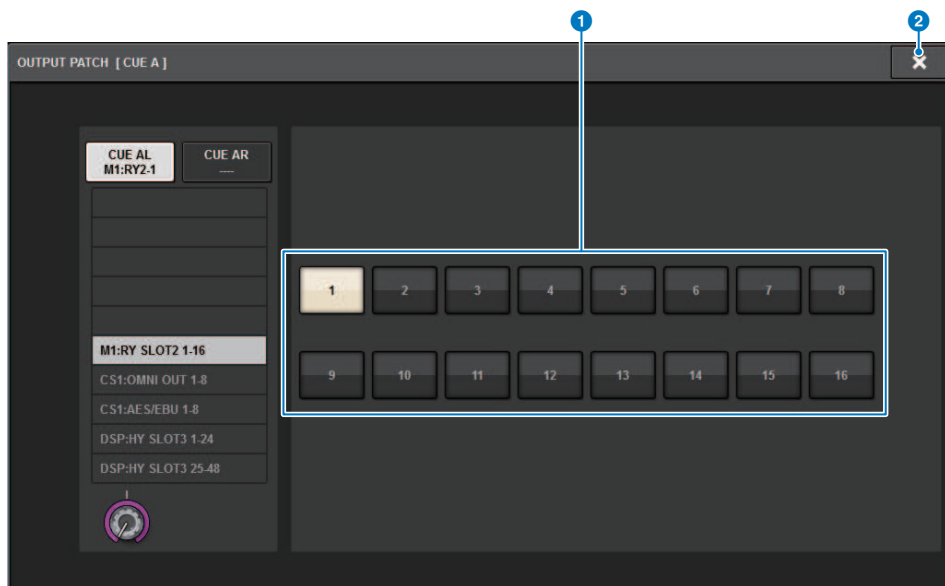 1 2
OUTPUT PATCH [ CUE A ]
CUE AL CUE AR
M1:RY2-1 ----
1 2 3 4 5 6 7 8
M1:RY SLOT2 1-16
CS1:OMNI OUT 1-8
9 10 11 12 13 14 15 16
CS1:AES/EBU 1-8
DSP:HY SLOT3 1-24
DSP:HY SLOT3 25-48